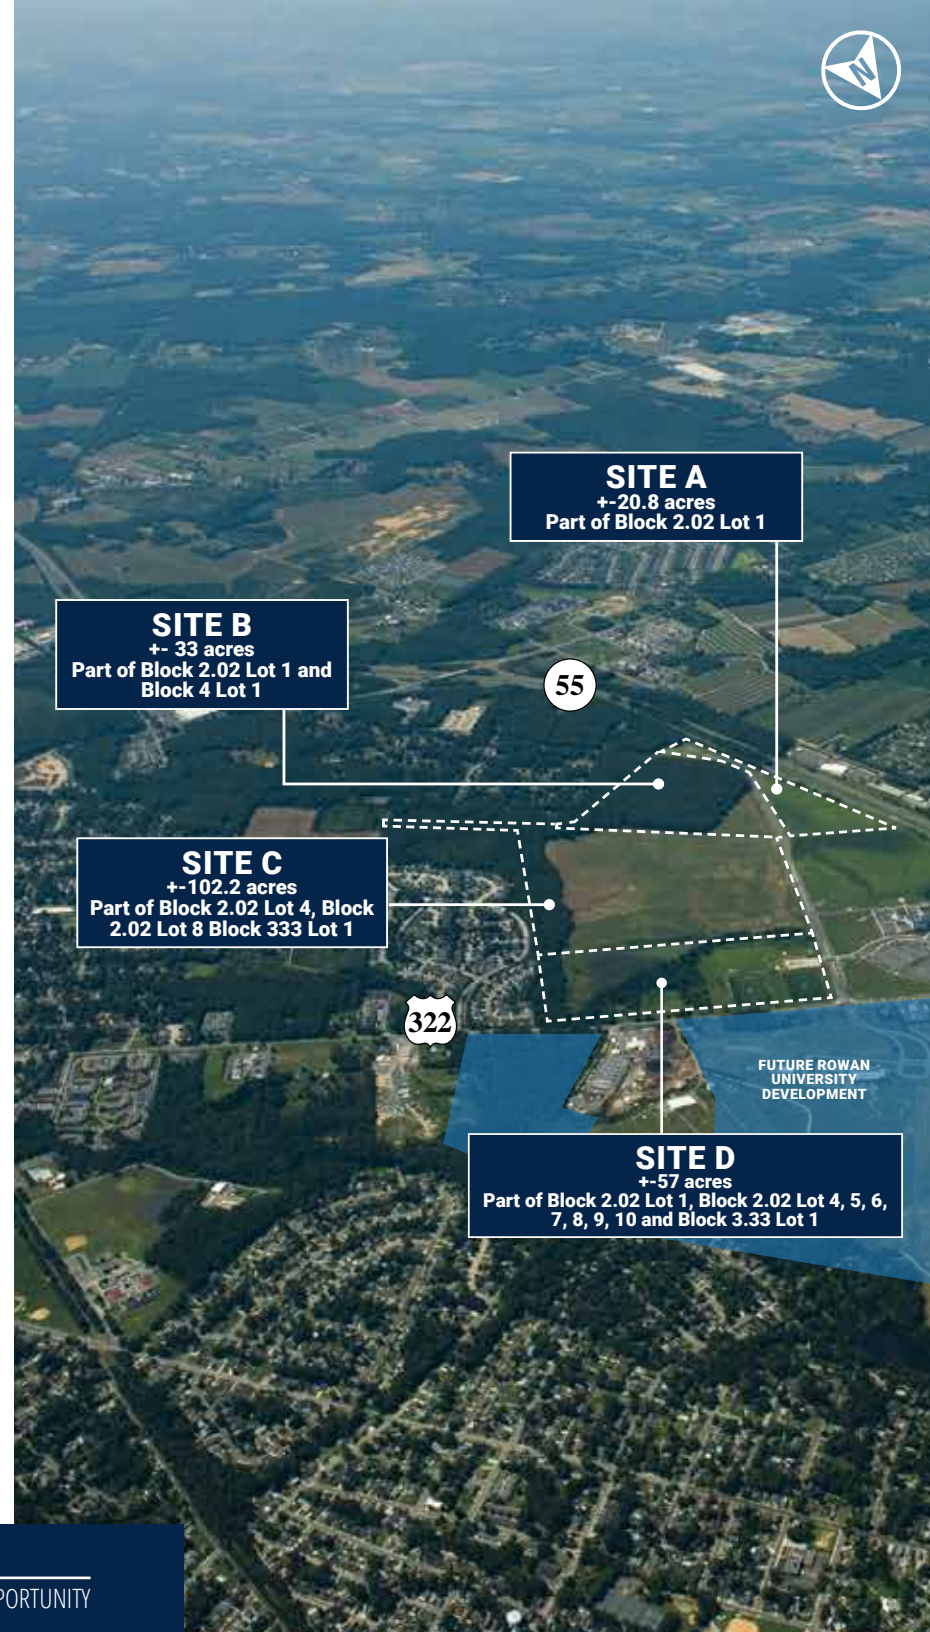 N
SITE A
+-20.8 acres
Part of Block 2.02 Lot 1
SITE B
+- 33 acres
Part of Block 2.02 Lot 1 and
Block 4 Lot 1
55
SITE C
+-102.2 acres
Part of Block 2.02 Lot 4, Block
2.02 Lot 8 Block 333 Lot 1
322
FUTURE ROWAN
UNIVERSITY
DEVELOPMENT
SITE D
+-57 acres
Part of Block 2.02 Lot 1, Block 2.02 Lot 4, 5, 6,
7, 8, 9, 10 and Block 3.33 Lot 1
PORTUNITY